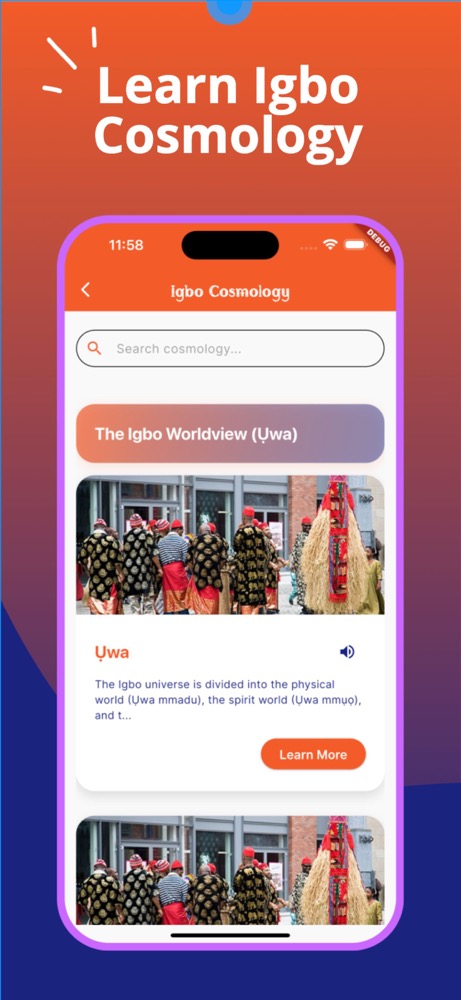 Learn Igbo
Cosmology
11:58
DEBUG
Igbo Cosmology
Search cosmology...
The Igbo Worldview (Ụwa)
Ụwa
The Igbo universe is divided into the physical
world (Ụwa mmadu), the spirit world (Ụwa mmụọ),
and t...
Learn More